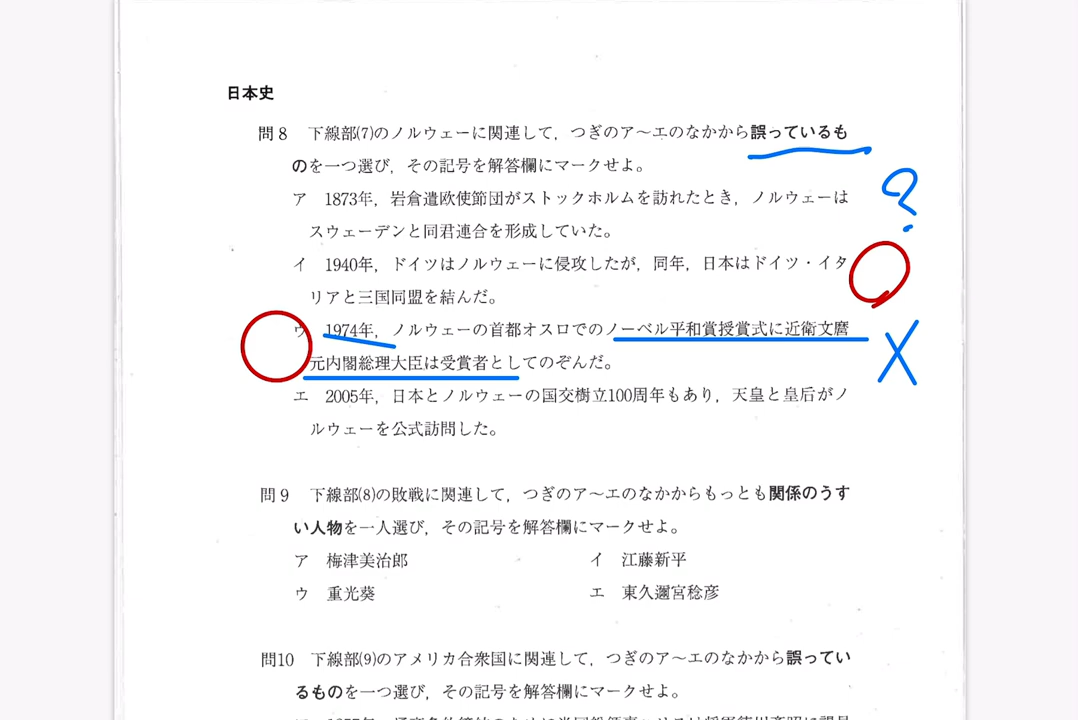 日本史
問8 下線部(7)のノルウェーに関連して，つぎのア～エのなかから誤っているも
のを一つ選び，その記号を解答欄にマークせよ。
ア 1873年，岩倉遣欧使節団がストックホルムを訪れたとき，ノルウェーは
スウェーデンと同君連合を形成していた。
?
イ 1940年，ドイツはノルウェーに侵攻したが，同年，日本はドイツ・イタ
リアと三国同盟を結んだ。
ウ 1974年，ノルウェーの首都オスロでのノーベル平和賞授賞式に近衛文麿
元内閣総理大臣は受賞者としてのぞんだ。
X
エ 2005年，日本とノルウェーの国交樹立100周年もあり，天皇と皇后がノ
ルウェーを公式訪問した。
問9 下線部(8)の敗戦に関連して，つぎのア～エのなかからもっとも関係のうす
い人物を一人選び，その記号を解答欄にマークせよ。
ア 梅津美治郎 イ 江藤新平
ウ 重光葵 エ 東久邇宮稔彦
問10 下線部(9)のアメリカ合衆国に関連して，つぎのア～エのなかから誤ってい
るものを一つ選び，その記号を解答欄にマークせよ。